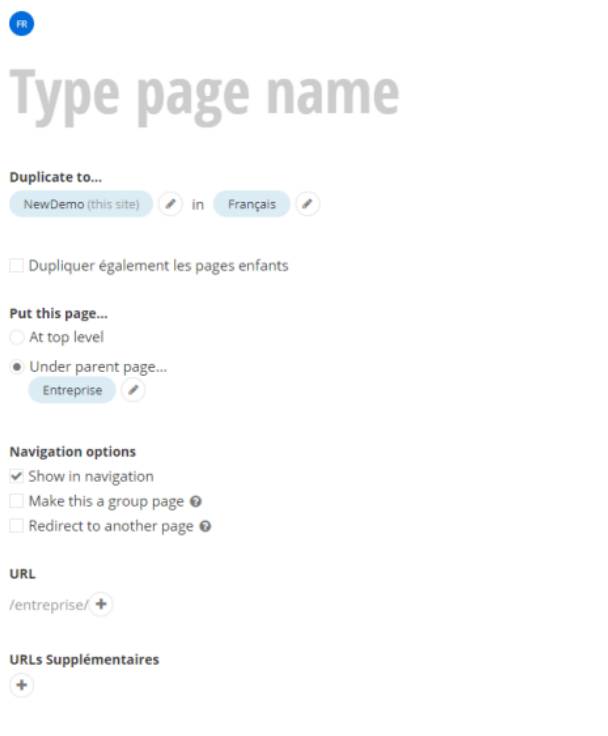 FR
Type page name
Duplicate to...
NewDemo (this site) in Français
Dupliquer également les pages enfants
Put this page...
At top level
Under parent page...
Entreprise
Navigation options
Show in navigation
Make this a group page
Redirect to another page
URL
/entreprise/
URLs Supplémentaires